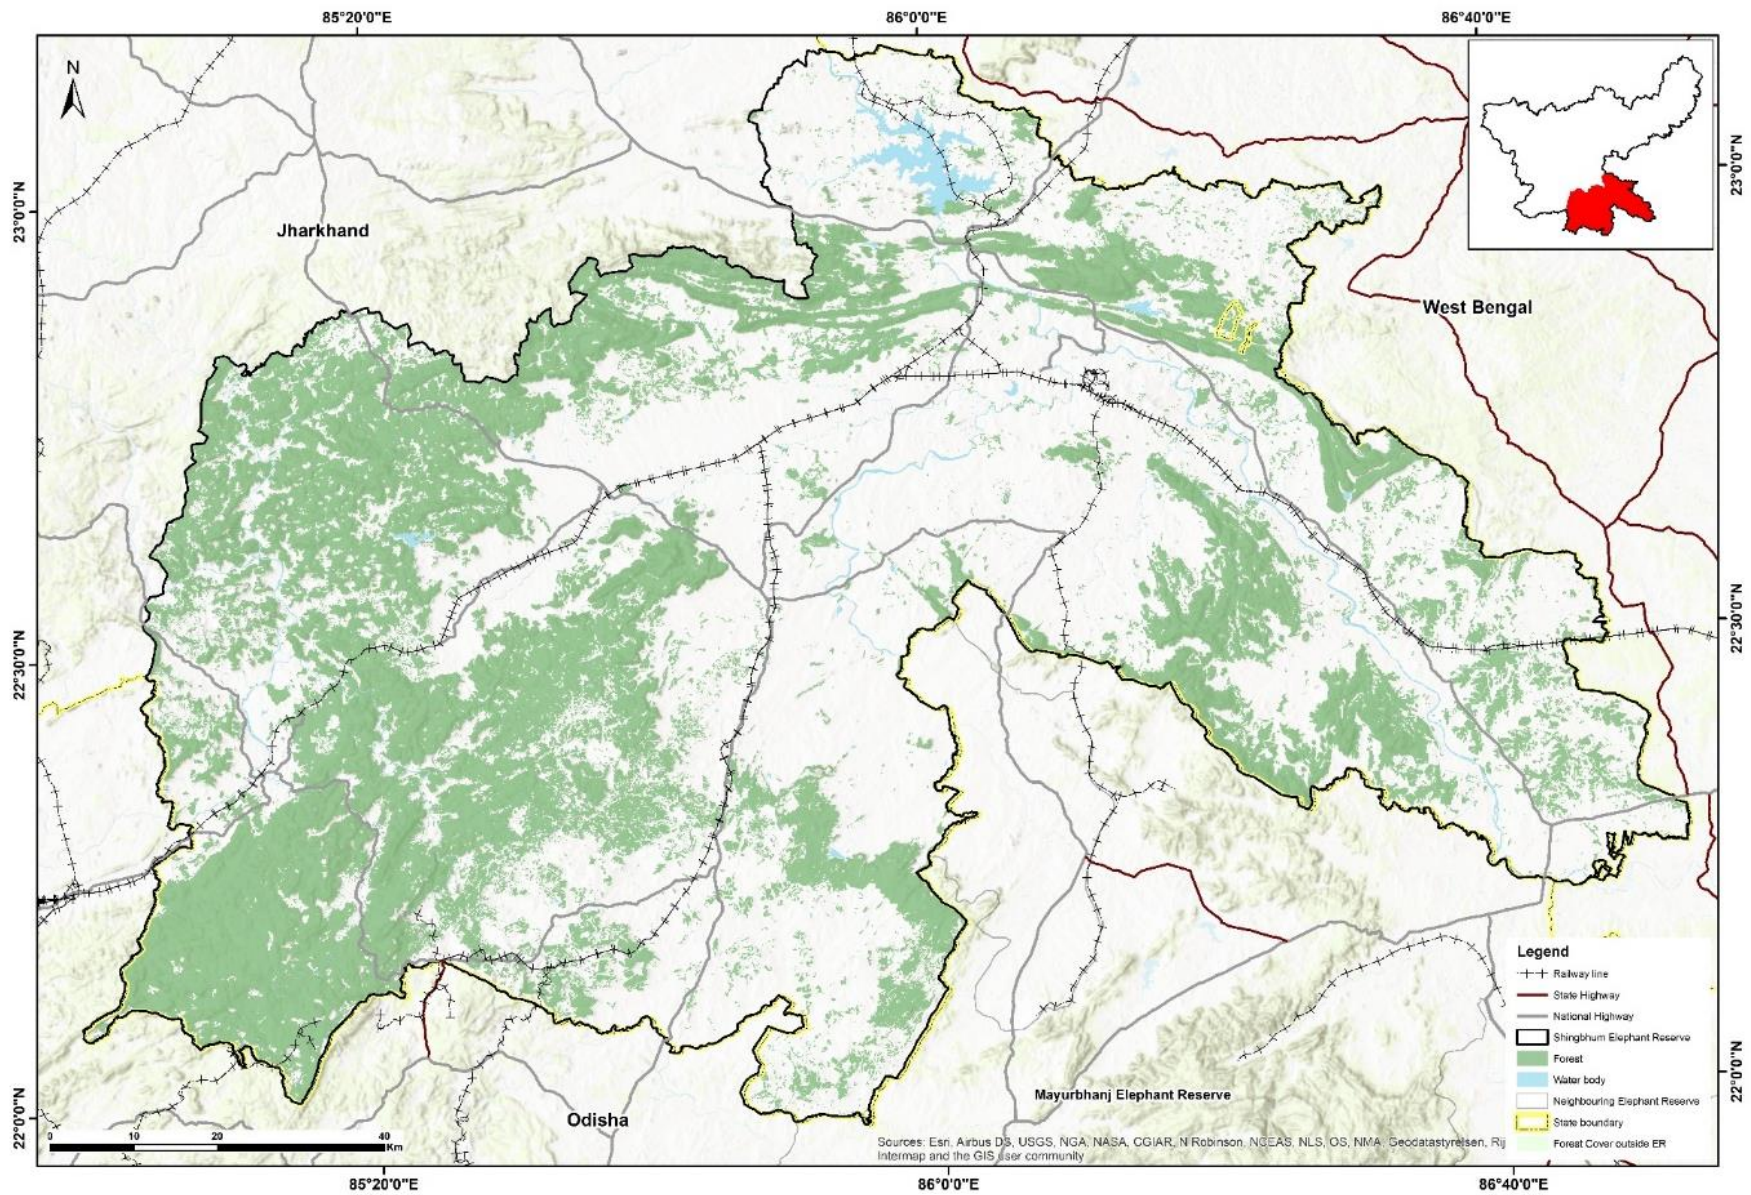 85°20'0"E
86°0'0"E
86°40'0"E
N
23°0'0"N
23°0'0"N
Jharkhand
West Bengal
22°30'0"N
22°30'0"N
Legend
Railway line
State Highway
National Highway
Shingbhum Elephant Reserve
Forest
Water body
Neighbouring Elephant Reserve
State boundary
Forest Cover outside ER
22°0'0"N
22°0'0"N
Mayurbhanj Elephant Reserve
Odisha
0 10 20 40
Km
Sources: Esri, Airbus DS, USGS, NGA, NASA, CGIAR, N Robinson, NCEAS, NLS, OS, NMA, Geodatastyrelsen, Rij
Intermap and the GIS user community
85°20'0"E
86°0'0"E
86°40'0"E